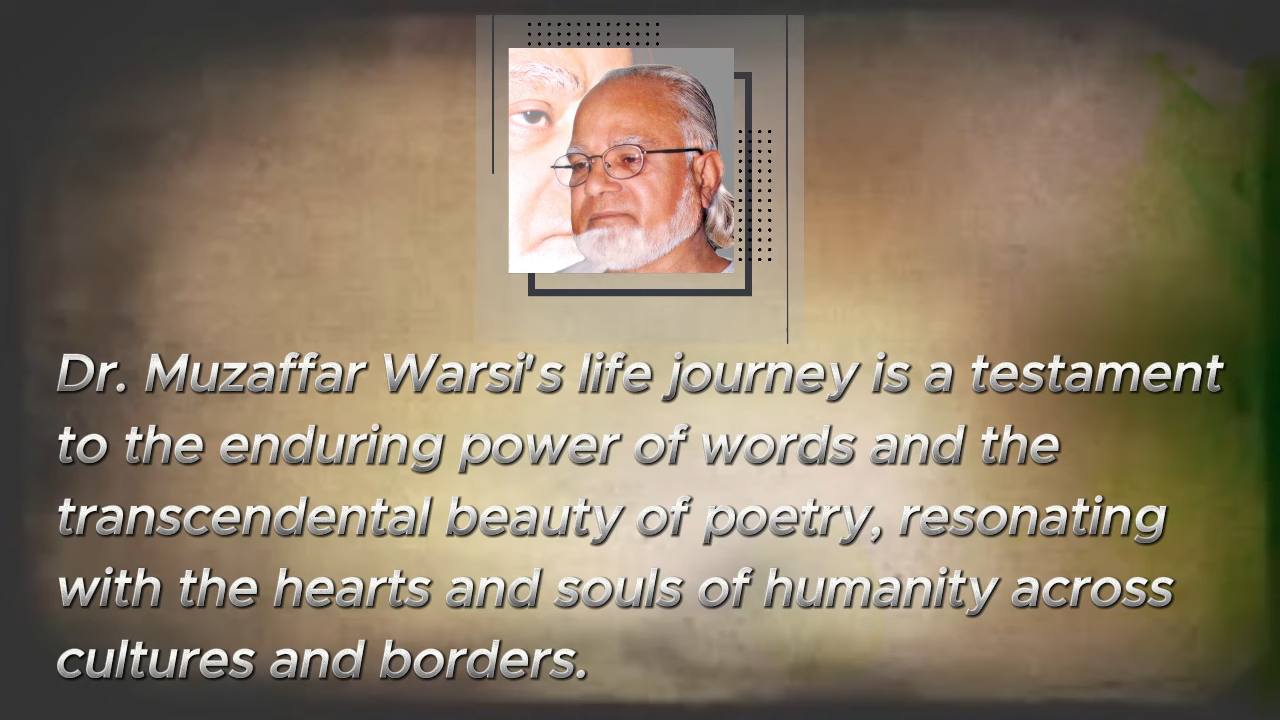 Dr. Muzaffar Warsi's life journey is a testament
to the enduring power of words and the
transcendental beauty of poetry, resonating
with the hearts and souls of humanity across
cultures and borders.